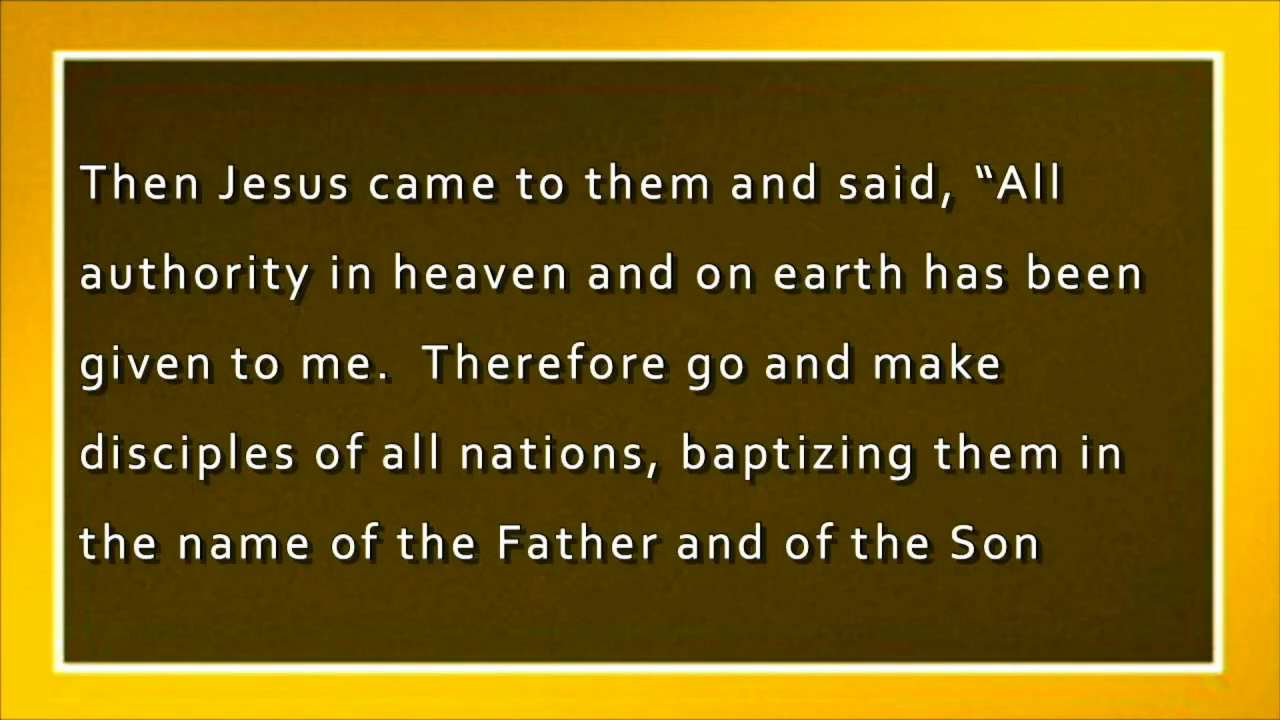 Then Jesus came to them and said, “All
authority in heaven and on earth has been
given to me.  Therefore go and make
disciples of all nations, baptizing them in
the name of the Father and of the Son